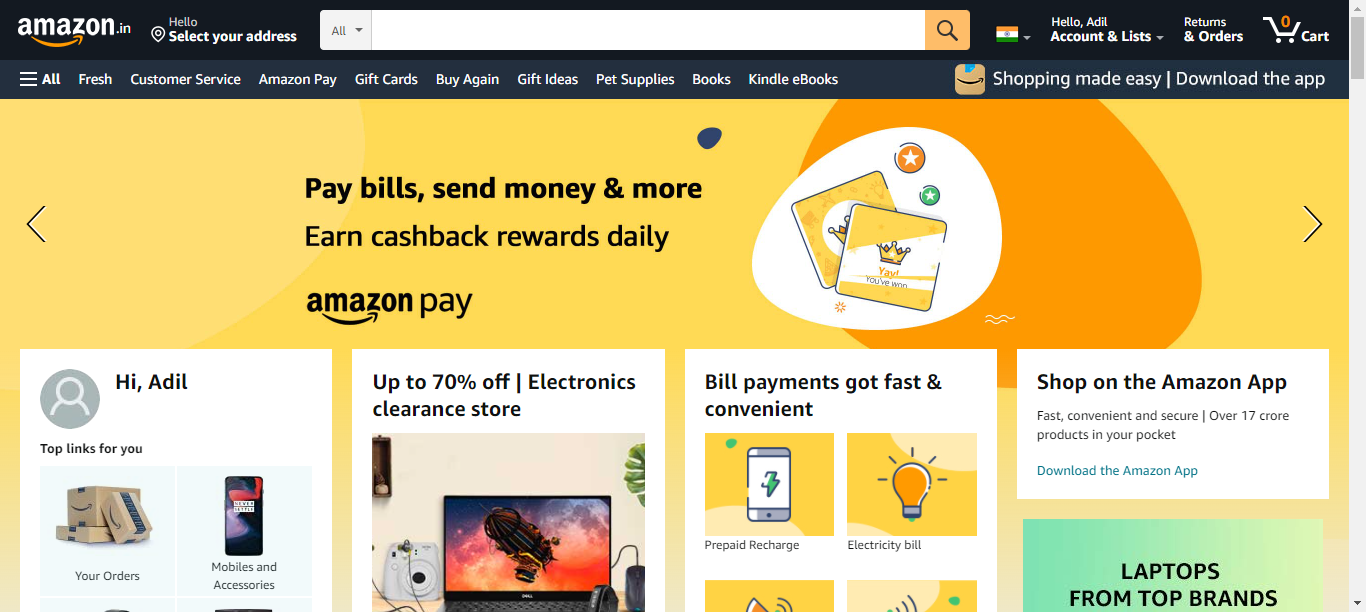 amazon.in
Hello
Select your address
All
Hello, Adil
Account & Lists
Returns
& Orders
0
Cart
All Fresh Customer Service Amazon Pay Gift Cards Buy Again Gift Ideas Pet Supplies Books Kindle eBooks
Shopping made easy | Download the app
Pay bills, send money & more
Earn cashback rewards daily
amazon pay
Yay!
You've won
Hi, Adil
Top links for you
Your Orders
Mobiles and
Accessories
Up to 70% off | Electronics
clearance store
DELL
Bill payments got fast &
convenient
Prepaid Recharge
Electricity bill
Shop on the Amazon App
Fast, convenient and secure | Over 17 crore
products in your pocket
Download the Amazon App
LAPTOPS
FROM TOP BRANDS